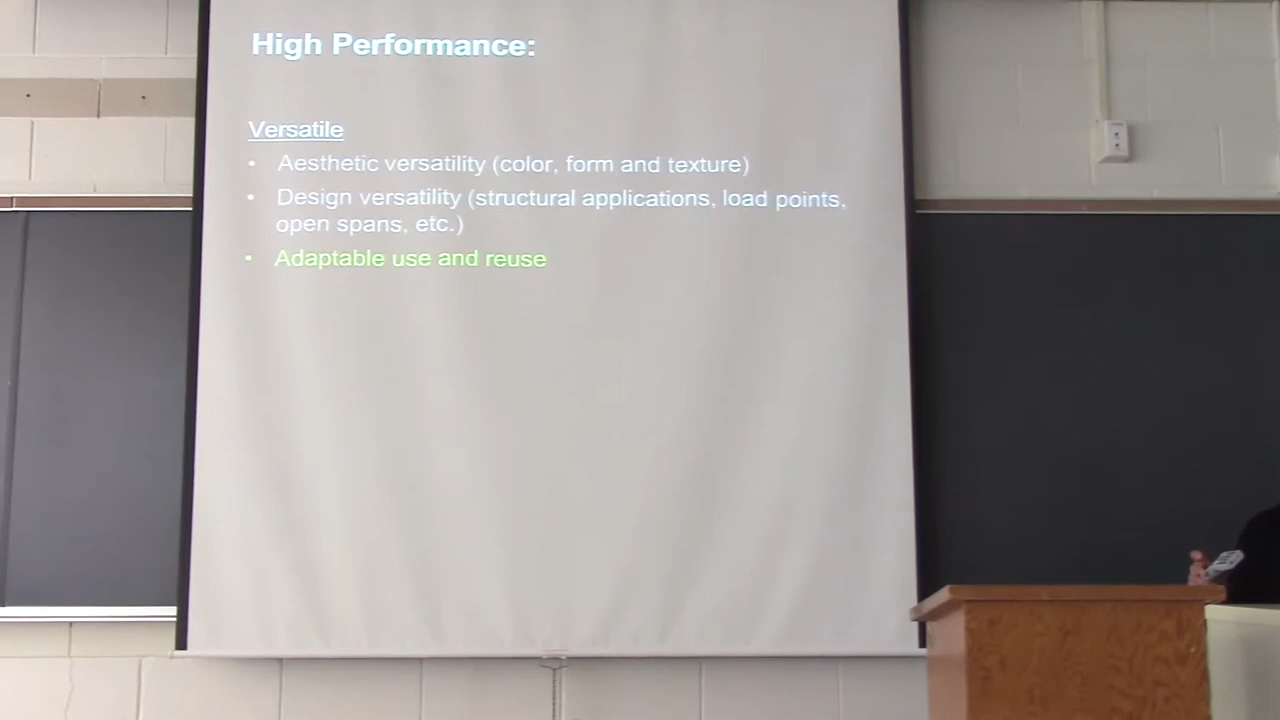 High Performance:
Versatile
• Aesthetic versatility (color, form and texture)
• Design versatility (structural applications, load points,
open spans, etc.)
• Adaptable use and reuse